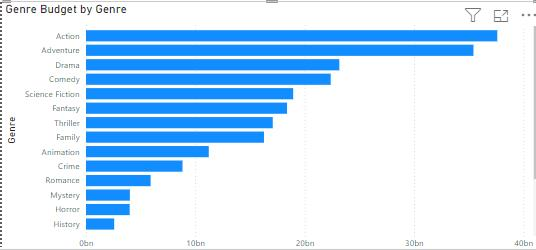 Genre Budget by Genre
Action
Adventure
Drama
Comedy
Science Fiction
Fantasy
Thriller
Family
Animation
Crime
Romance
Mystery
Horror
History
Genre
0bn 10bn 20bn 30bn 40bn